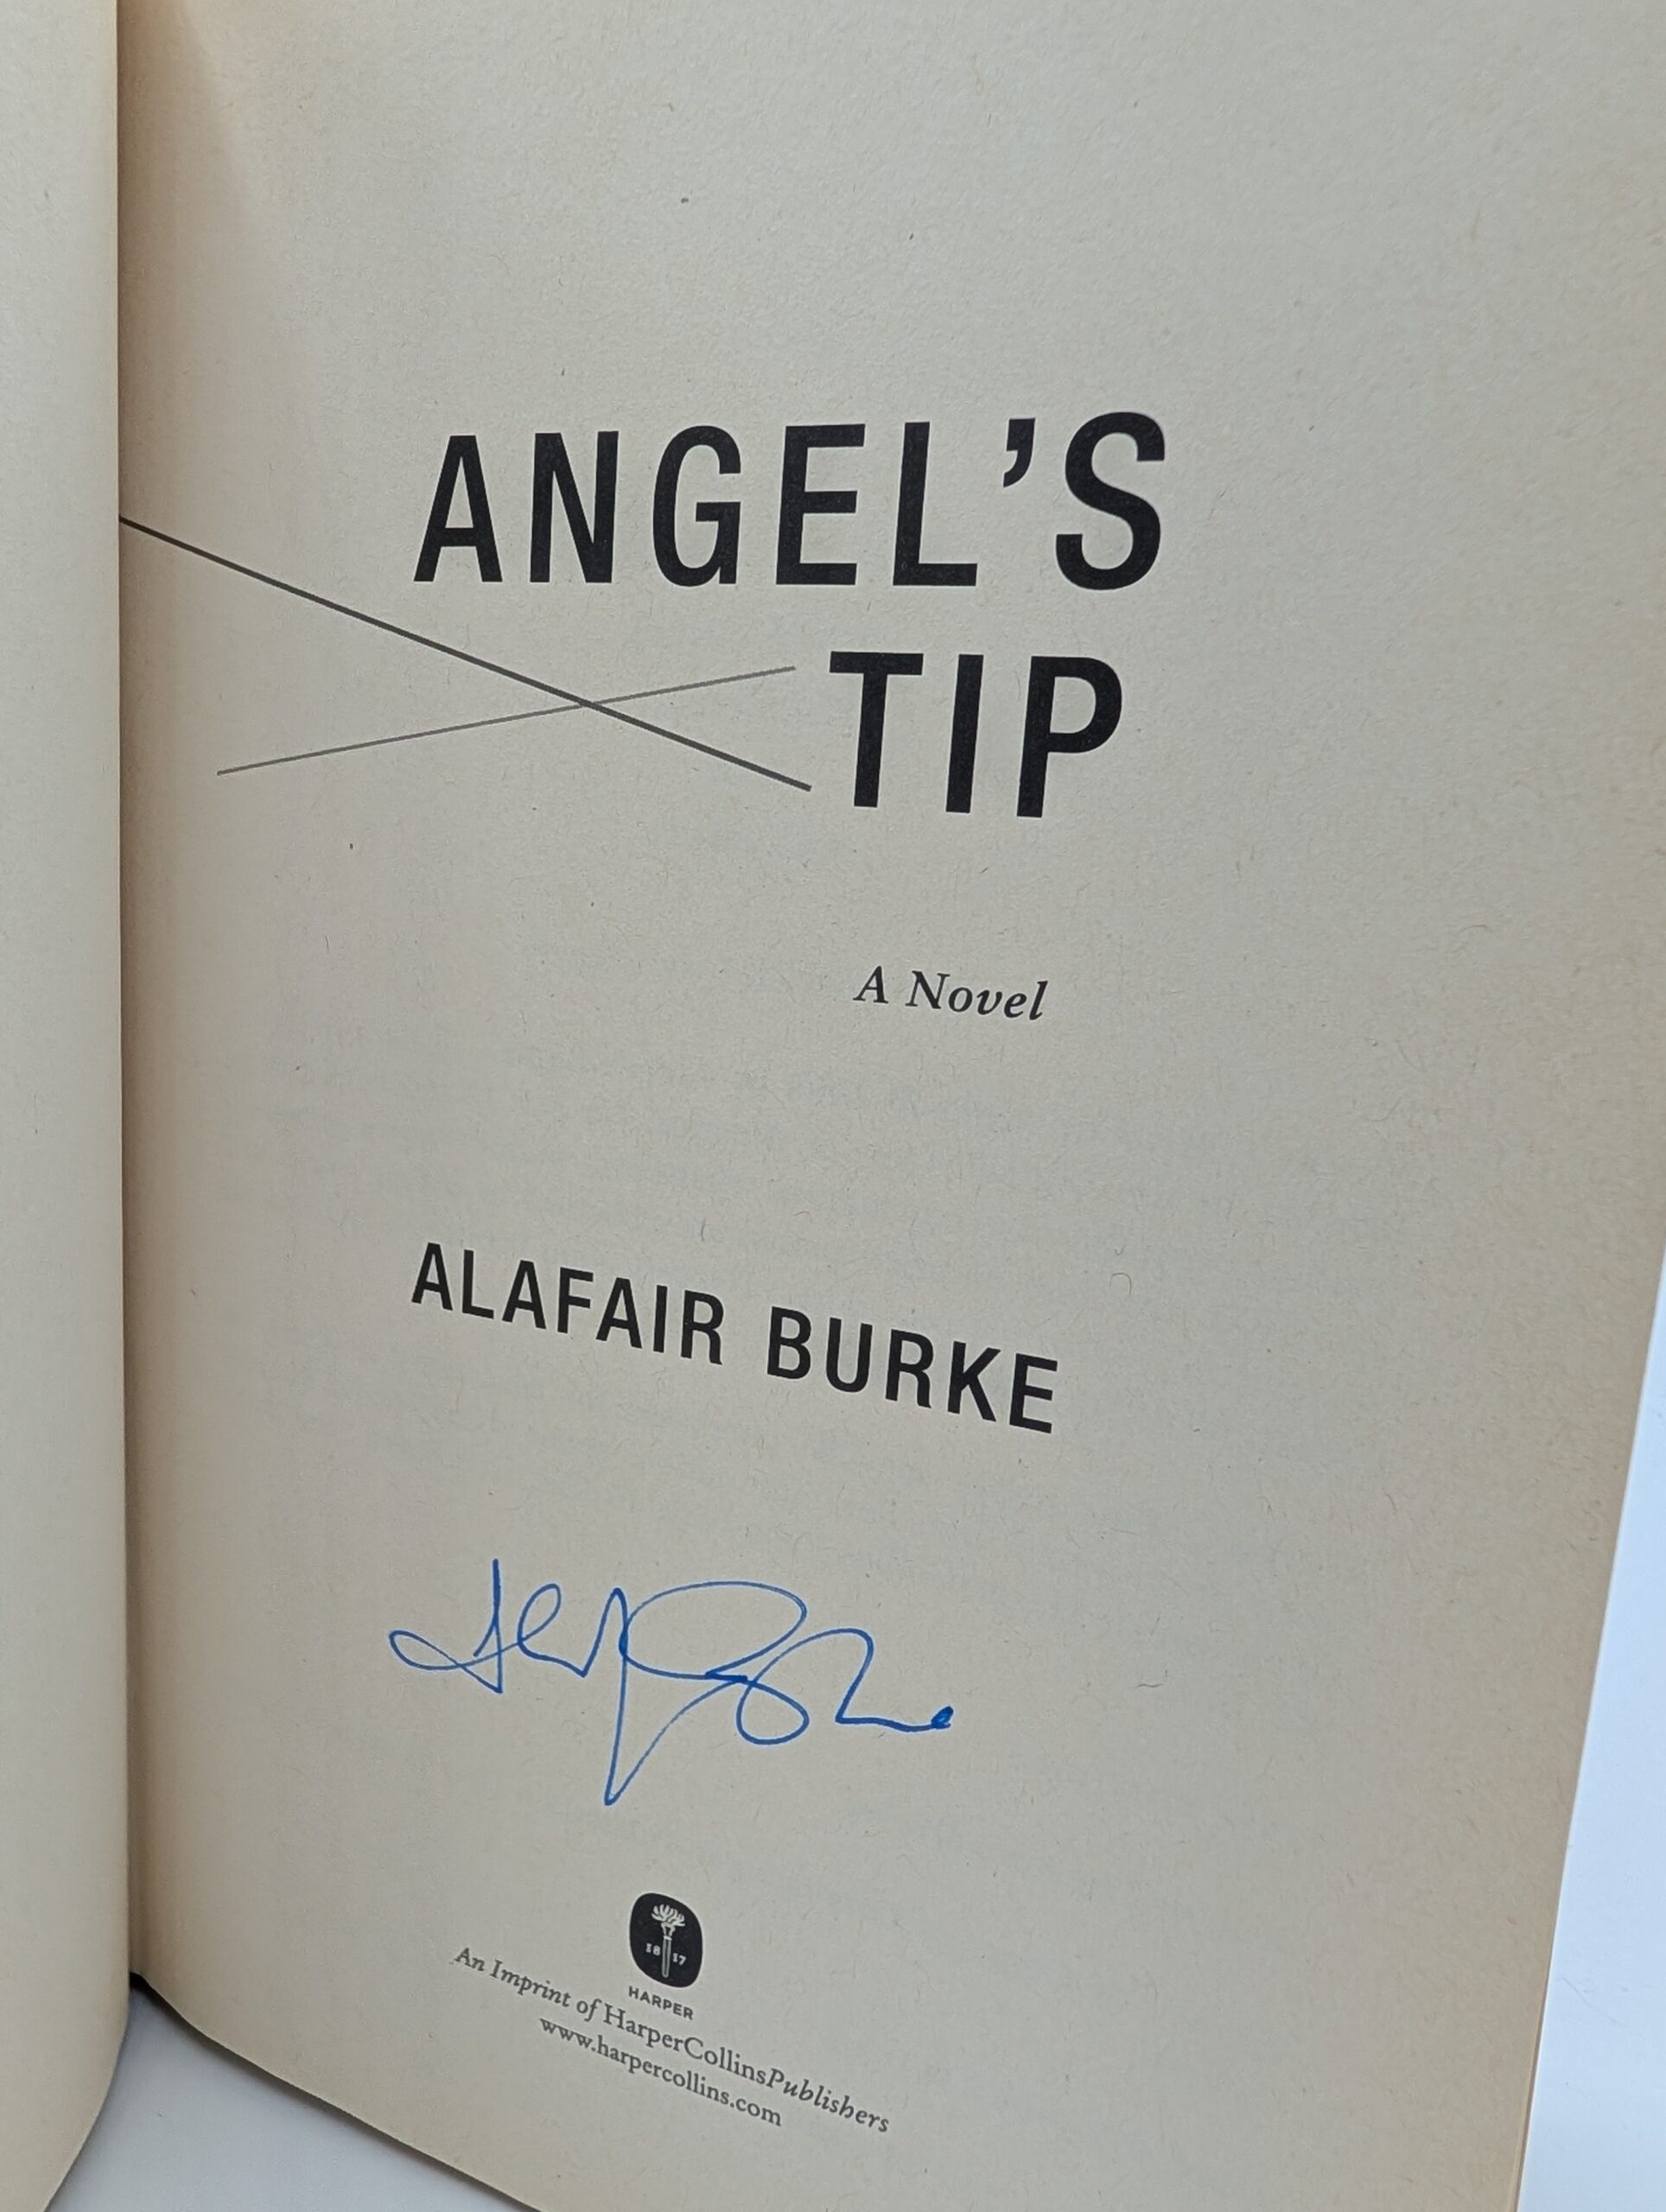 ANGEL'S
TIP
A Novel
ALAFAIR BURKE
18 17
HARPER
An Imprint of HarperCollinsPublishers
www.harpercollins.com